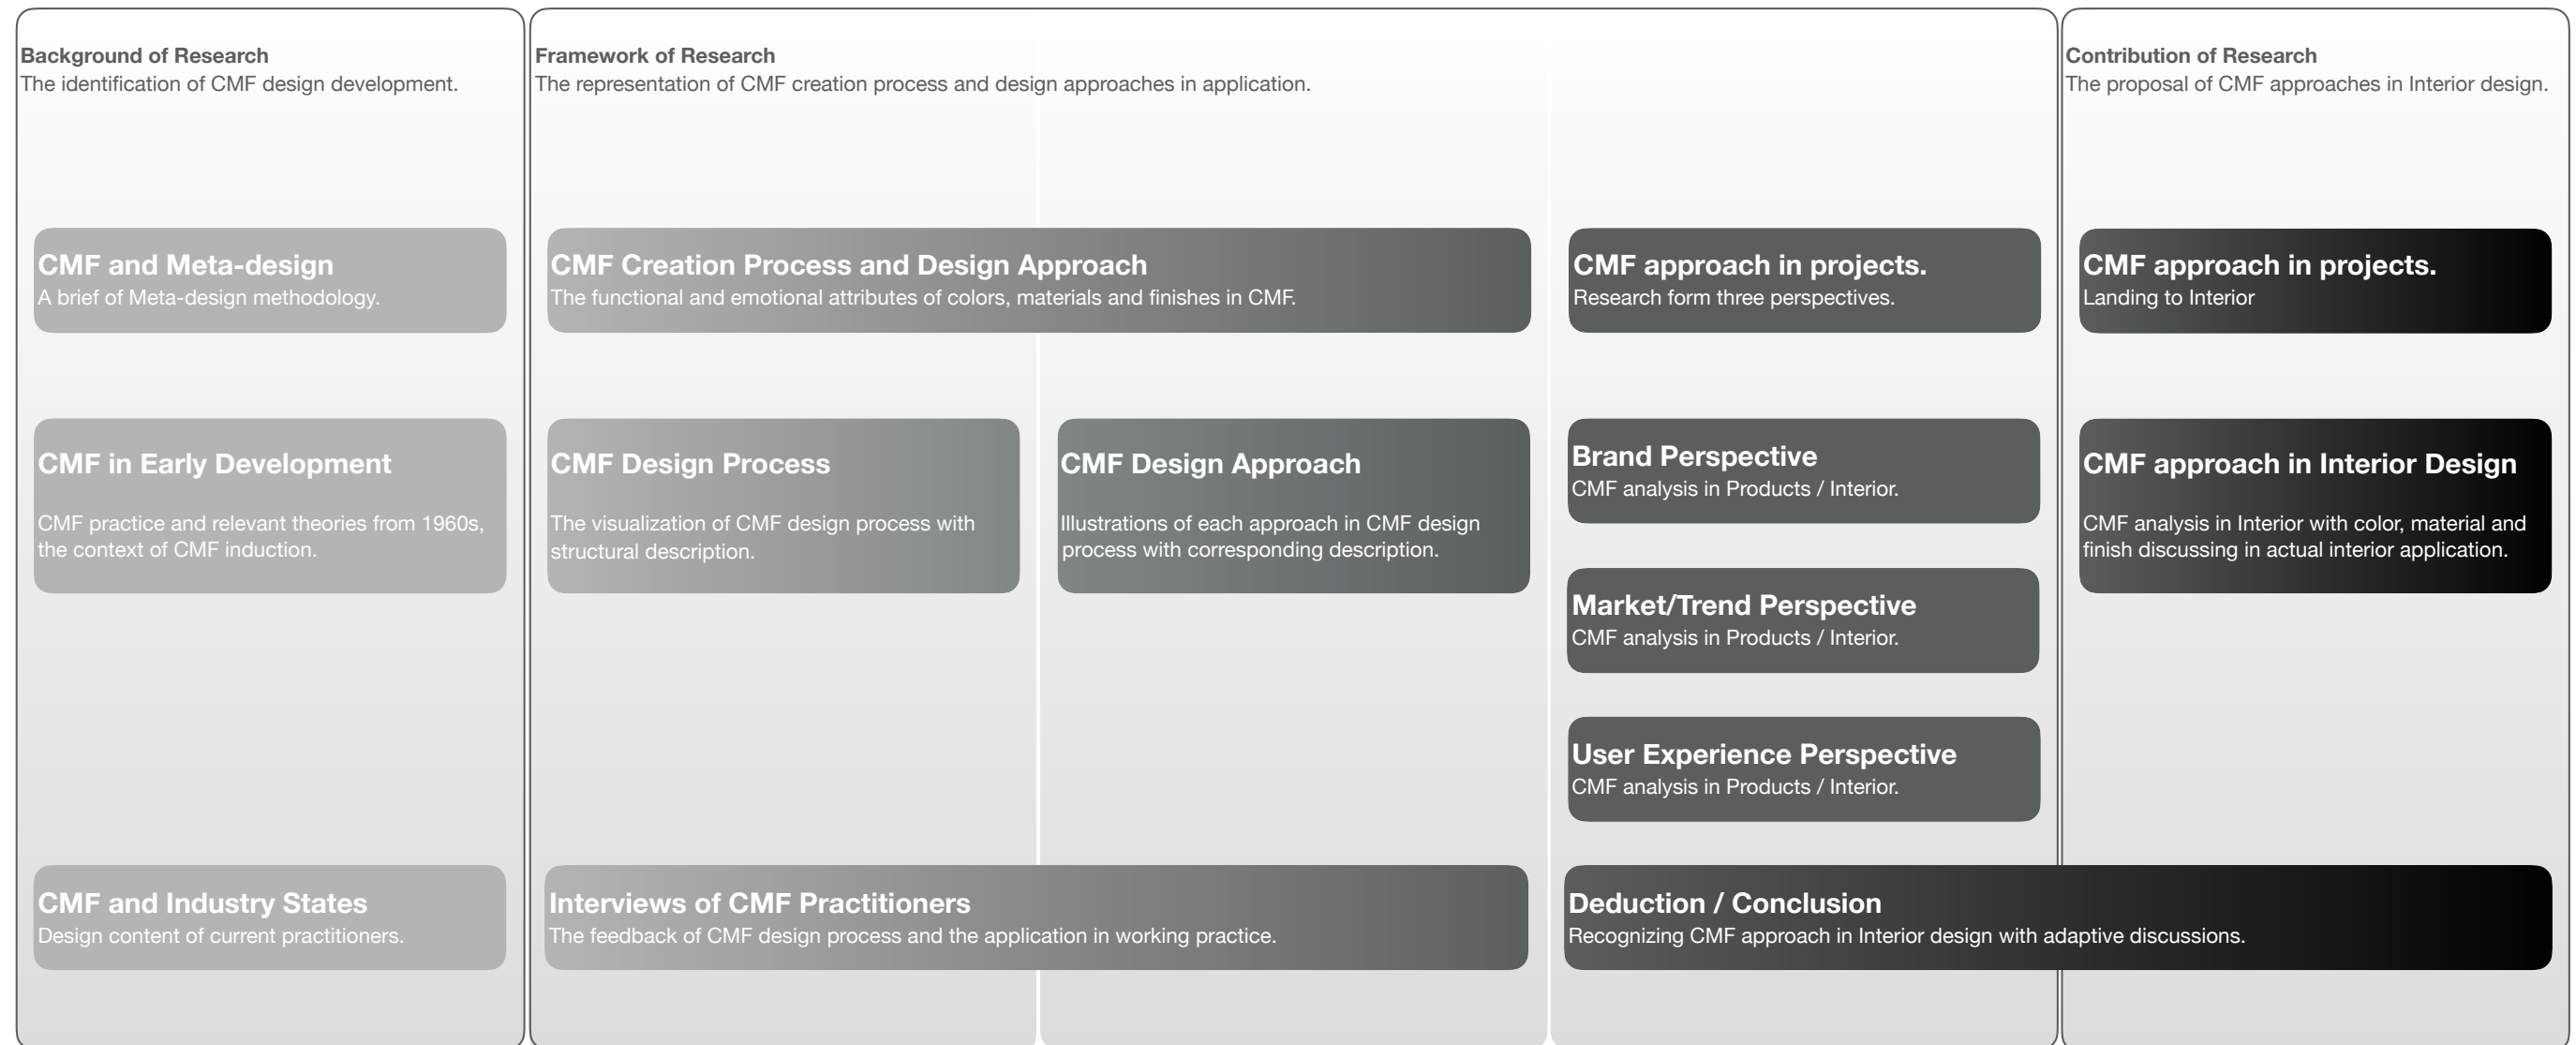 Background of Research
The identification of CMF design development.
Framework of Research
The representation of CMF creation process and design approaches in application.
Contribution of Research
The proposal of CMF approaches in Interior design.
CMF and Meta-design
A brief of Meta-design methodology.
CMF Creation Process and Design Approach
The functional and emotional attributes of colors, materials and finishes in CMF.
CMF approach in projects.
Research form three perspectives.
CMF approach in projects.
Landing to Interior
CMF in Early Development
CMF practice and relevant theories from 1960s,
the context of CMF induction.
CMF Design Process
The visualization of CMF design process with
structural description.
CMF Design Approach
Illustrations of each approach in CMF design
process with corresponding description.
Brand Perspective
CMF analysis in Products / Interior.
Market/Trend Perspective
CMF analysis in Products / Interior.
User Experience Perspective
CMF analysis in Products / Interior.
CMF approach in Interior Design
CMF analysis in Interior with color, material and
finish discussing in actual interior application.
CMF and Industry States
Design content of current practitioners.
Interviews of CMF Practitioners
The feedback of CMF design process and the application in working practice.
Deduction / Conclusion
Recognizing CMF approach in Interior design with adaptive discussions.